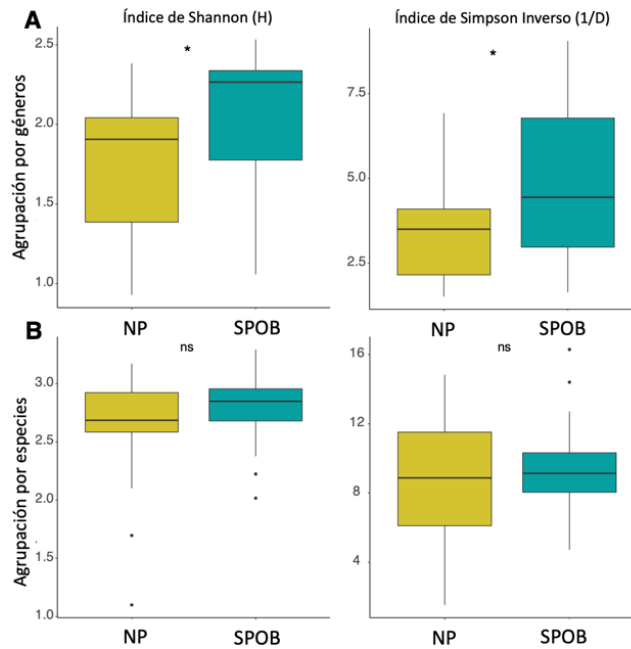 A
Índice de Shannon (H)
Índice de Simpson Inverso (1/D)
Agrupación por géneros
2.5
2.0
1.5
1.0
*
NP
SPOB
7.5
5.0
2.5
*
NP
SPOB
B
Agrupación por especies
3.0
2.5
2.0
1.5
1.0
ns
NP
SPOB
16
12
8
4
ns
NP
SPOB